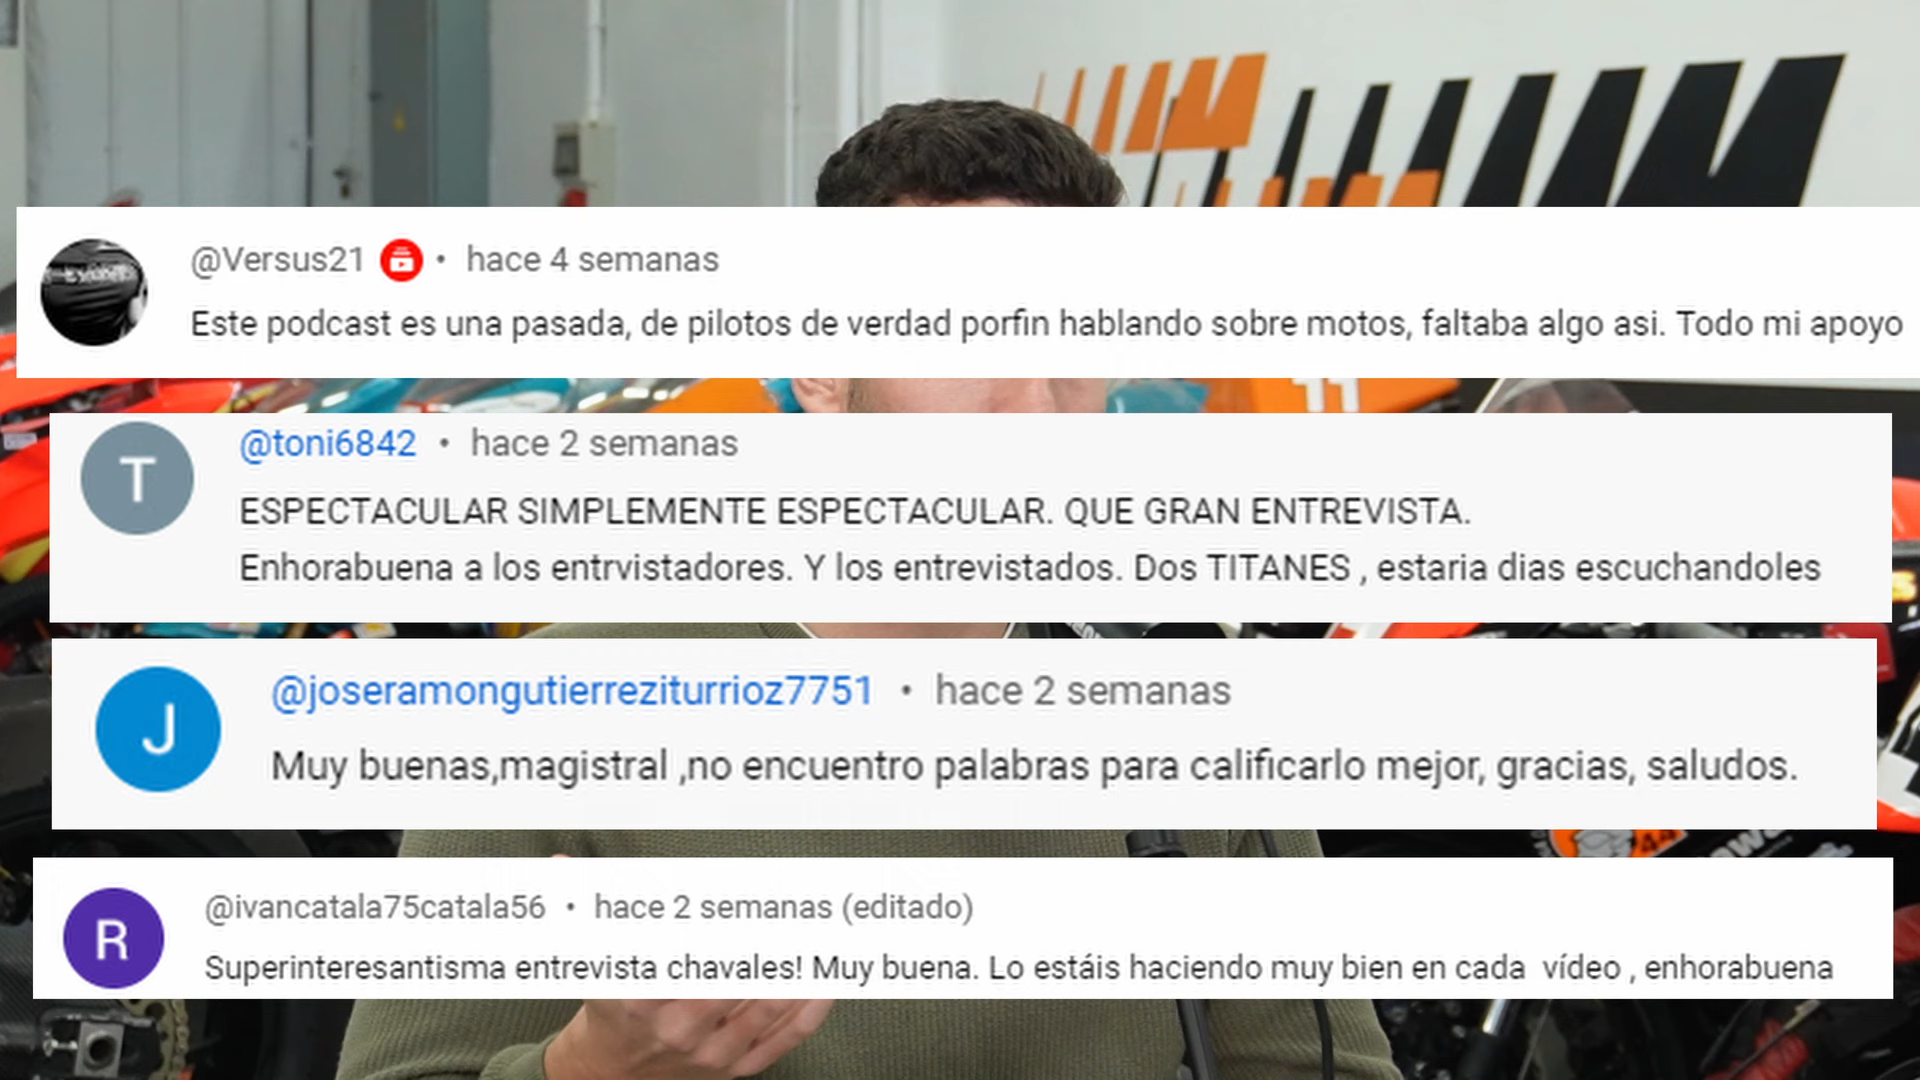 @Versus21 • hace 4 semanas
Este podcast es una pasada, de pilotos de verdad porfin hablando sobre motos, faltaba algo asi. Todo mi apoyo
11
T
@toni6842 • hace 2 semanas
ESPECTACULAR SIMPLEMENTE ESPECTACULAR. QUE GRAN ENTREVISTA.
Enhorabuena a los entrvistadores. Y los entrevistados. Dos TITANES , estaria dias escuchandoles
J
@joseramongutierreziturrioz7751 • hace 2 semanas
Muy buenas,magistral ,no encuentro palabras para calificarlo mejor, gracias, saludos.
44
R
@ivancatala75catala56 • hace 2 semanas (editado)
Superinteresantisma entrevista chavales! Muy buena. Lo estáis haciendo muy bien en cada vídeo , enhorabuena